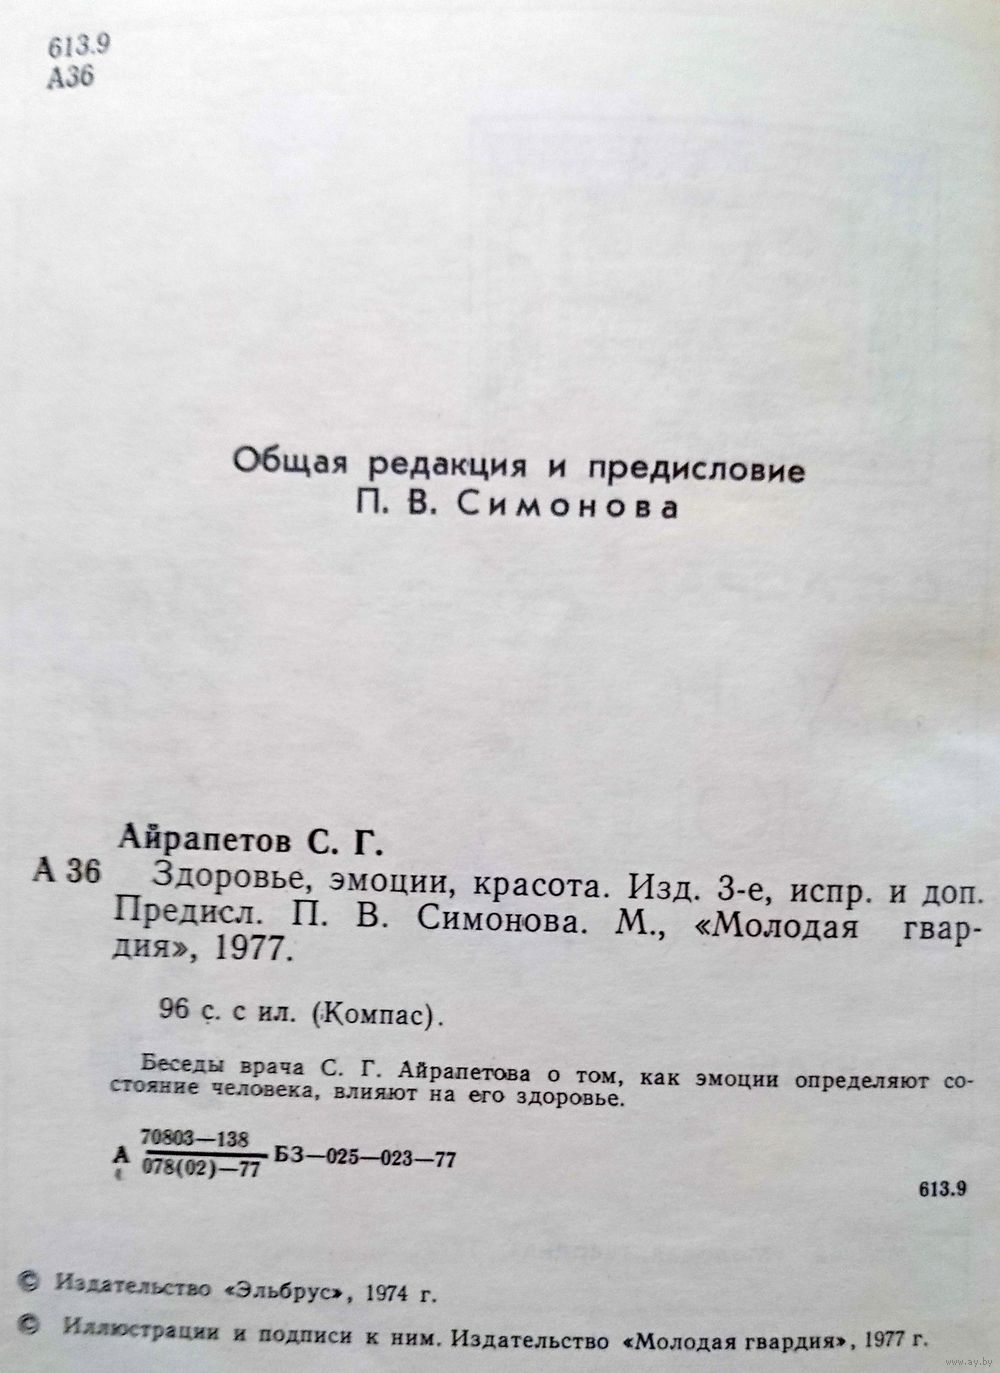 613.9
А36
Общая редакция и предисловие
П. В. Симонова
Айрапетов С. Г.
А 36 Здоровье, эмоции, красота. Изд. 3-е, испр. и доп.
Предисл. П. В. Симонова. М., «Молодая гвар-
дия», 1977.
96 с. с ил. (Компас).
Беседы врача С. Г. Айрапетова о том, как эмоции определяют со-
стояние человека, влияют на его здоровье.
70803—138
А БЗ—025—023—77
078(02)—77
613.9
© Издательство «Эльбрус», 1974 г.
© Иллюстрации и подписи к ним. Издательство «Молодая гвардия», 1977 г.
www.ay.by